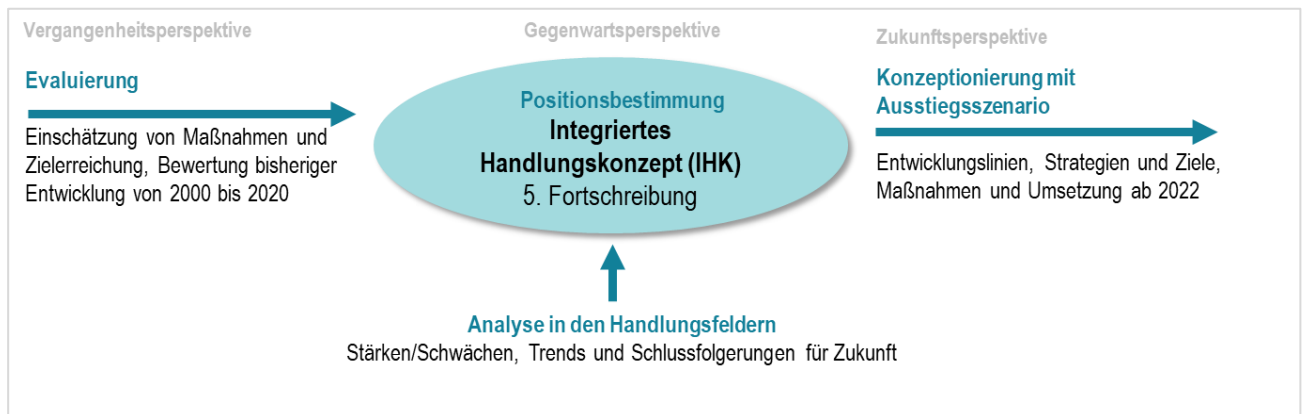 Vergangenheitsperspektive
Evaluierung
Einschätzung von Maßnahmen und
Zielerreichung, Bewertung bisheriger
Entwicklung von 2000 bis 2020
Gegenwartsperspektive
Positionsbestimmung
Integriertes
Handlungskonzept (IHK)
5. Fortschreibung
Zukunftsperspektive
Konzeptionierung mit
Ausstiegsszenario
Entwicklungslinien, Strategien und Ziele,
Maßnahmen und Umsetzung ab 2022
Analyse in den Handlungsfeldern
Stärken/Schwächen, Trends und Schlussfolgerungen für Zukunft